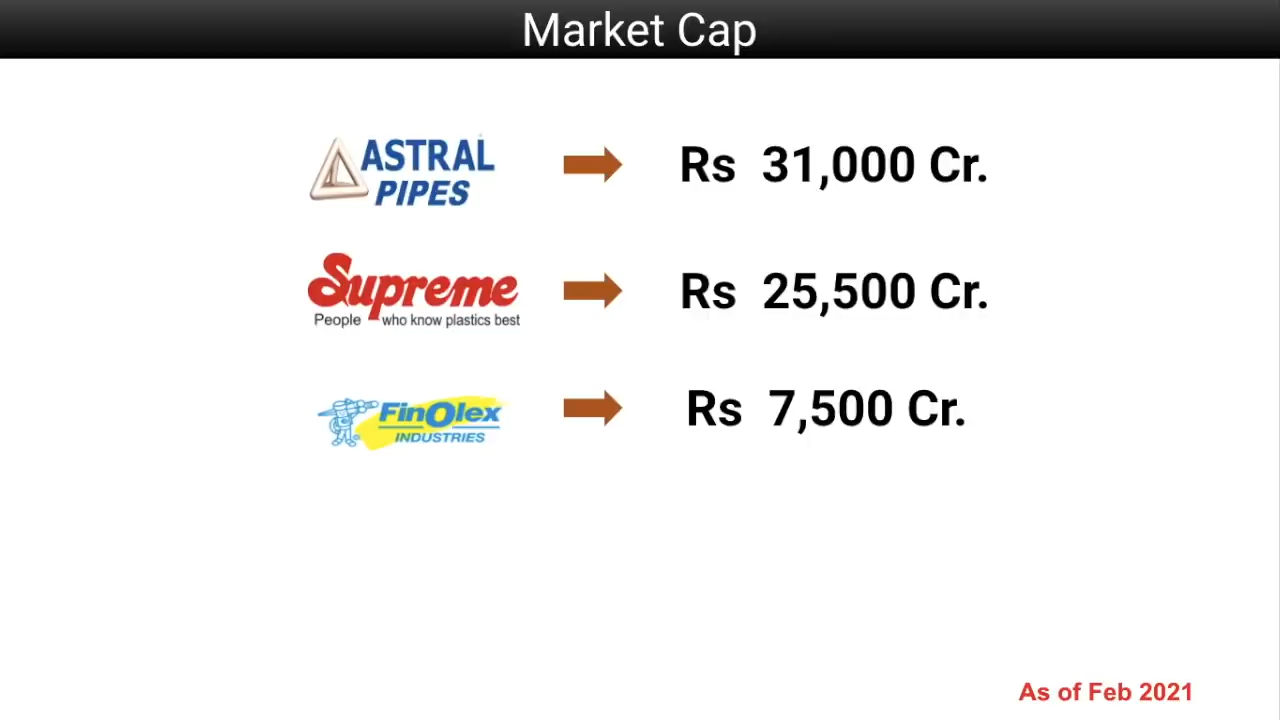 Market Cap
ASTRAL
PIPES
Rs 31,000 Cr.
Supreme
People who know plastics best
Rs 25,500 Cr.
FinOlex
INDUSTRIES
Rs 7,500 Cr.
As of Feb 2021